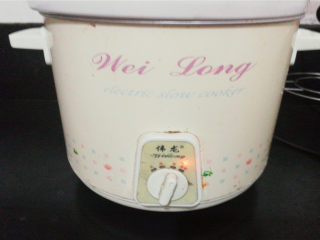 Wei Long
electric slow cooker
伟龙®